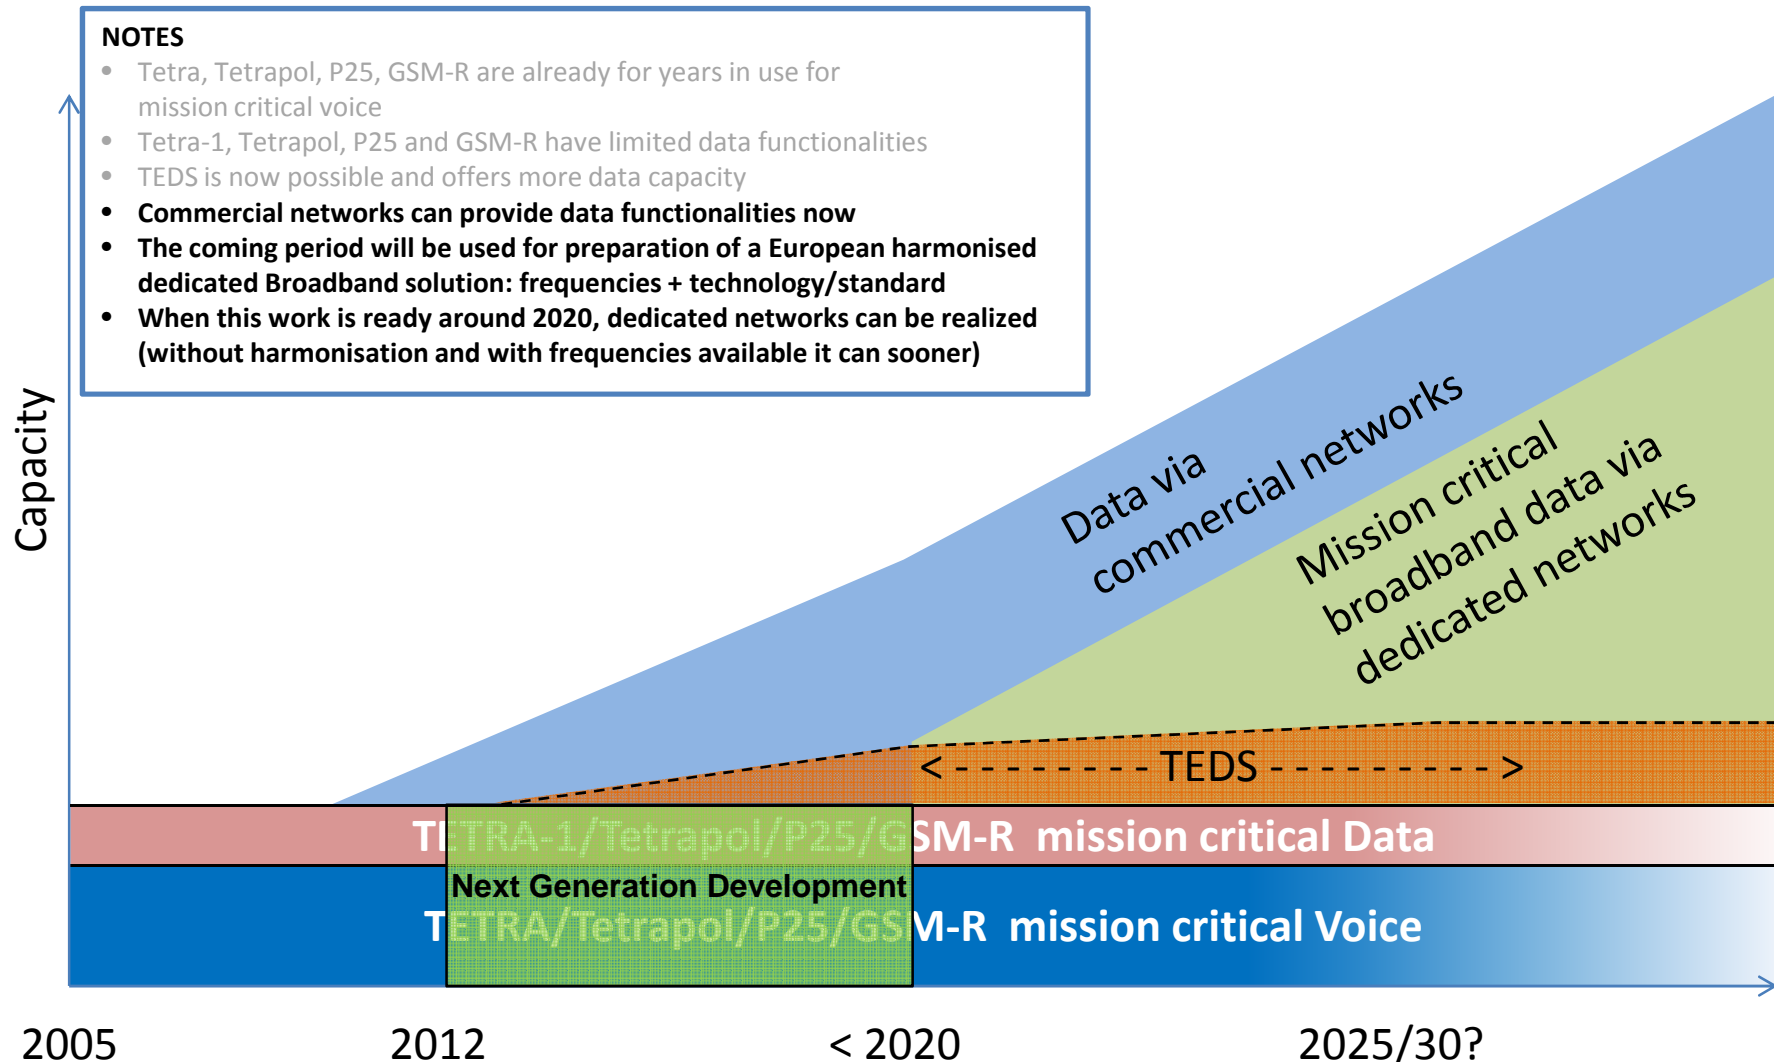 NOTES
• Tetra, Tetrapol, P25, GSM-R are already for years in use for
mission critical voice
• Tetra-1, Tetrapol, P25 and GSM-R have limited data functionalities
• TEDS is now possible and offers more data capacity
• Commercial networks can provide data functionalities now
• The coming period will be used for preparation of a European harmonised
dedicated Broadband solution: frequencies + technology/standard
• When this work is ready around 2020, dedicated networks can be realized
(without harmonisation and with frequencies available it can sooner)
Capacity
Data via
commercial networks
Mission critical
broadband data via
dedicated networks
< - - - - - - - - TEDS - - - - - - - - - >
TETRA-1/Tetrapol/P25/GSM-R mission critical Data
Next Generation Development
TETRA/Tetrapol/P25/GSM-R mission critical Voice
2005 2012 < 2020 2025/30?